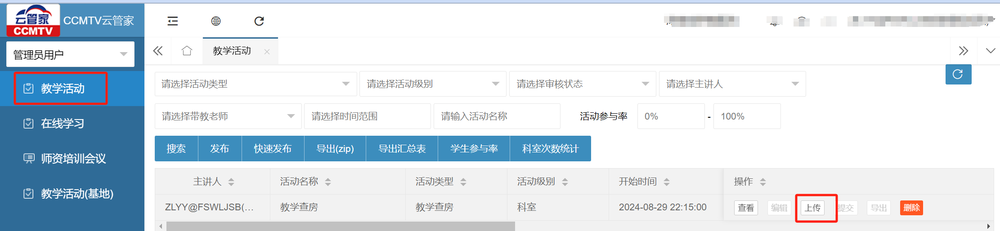 云管家
CCMTV
CCMTV云管家
管理员用户
教学活动
在线学习
师资培训会议
教学活动(基地)
教学活动
请选择活动类型 请选择活动级别 请选择审核状态 请选择主讲人
请选择带教老师 请选择时间范围 请输入活动名称 活动参与率 0% - 100%
搜索 发布 快速发布 导出(zip) 导出汇总表 学生参与率 科室次数统计
主讲人 活动名称 活动类型 活动级别 开始时间 操作
ZLYY@FSWLJSB(... 教学查房 教学查房 科室 2024-08-29 22:15:00 查看 编辑 上传 提交 导出 删除